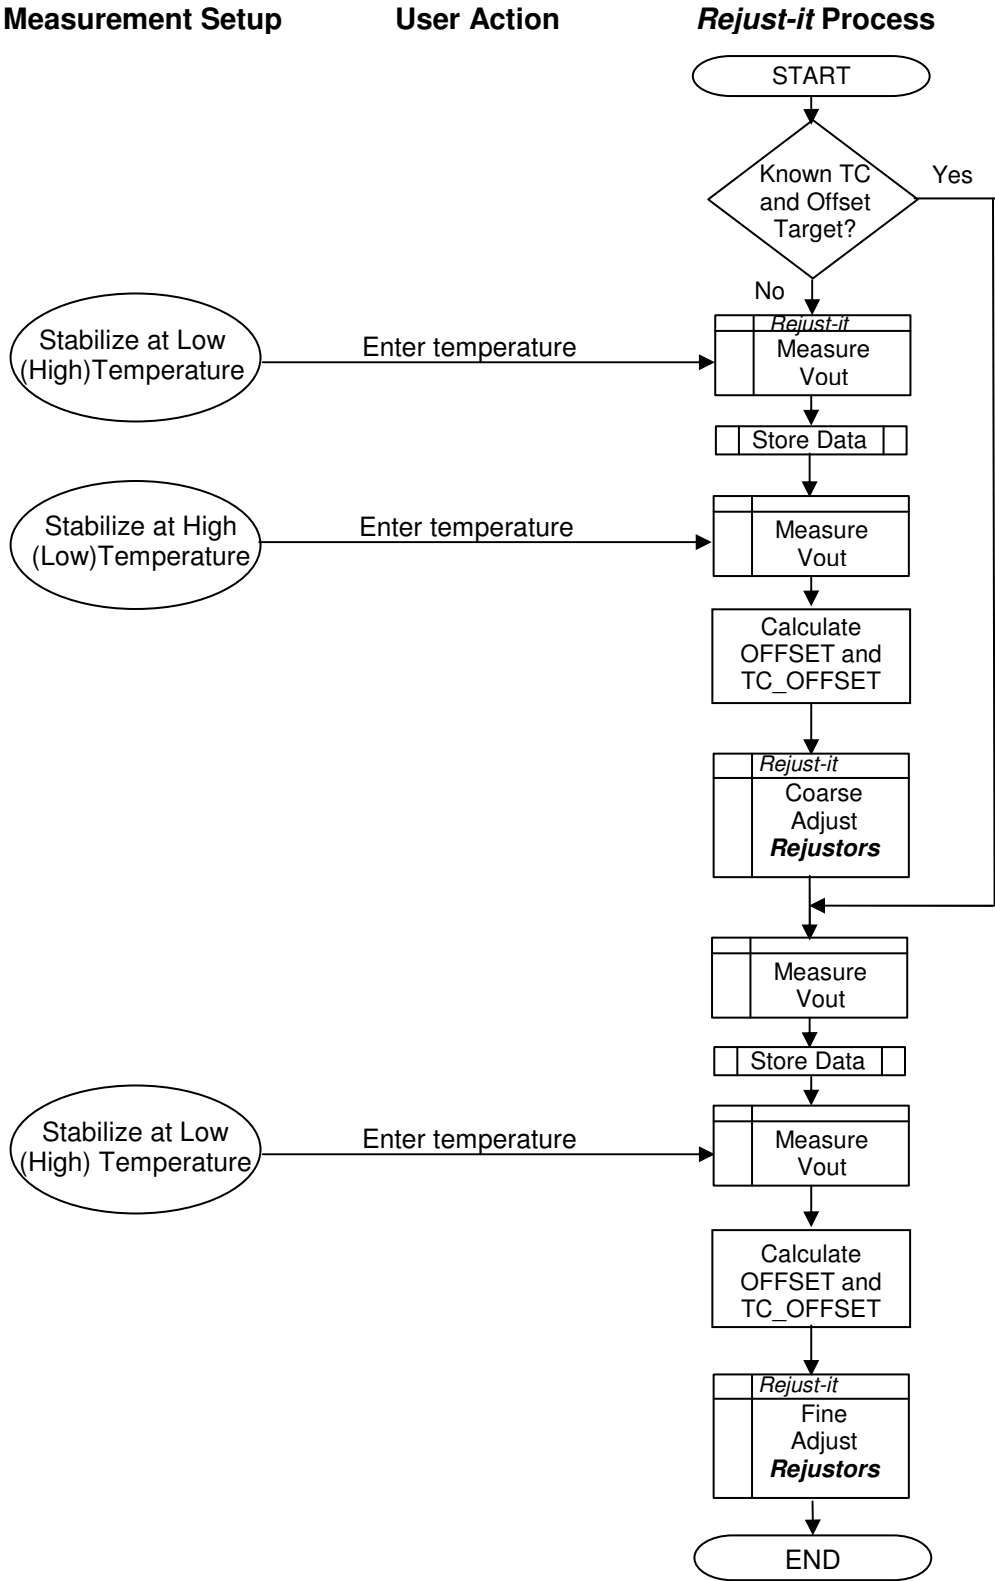 Measurement Setup
User Action
Rejust-it Process
START
Known TC
and Offset
Target?
Yes
No
Stabilize at Low
(High)Temperature
Enter temperature
Rejust-it
Measure
Vout
Store Data
Stabilize at High
(Low)Temperature
Enter temperature
Measure
Vout
Calculate
OFFSET and
TC_OFFSET
Rejust-it
Coarse
Adjust
Rejustors
Measure
Vout
Store Data
Stabilize at Low
(High) Temperature
Enter temperature
Measure
Vout
Calculate
OFFSET and
TC_OFFSET
Rejust-it
Fine
Adjust
Rejustors
END